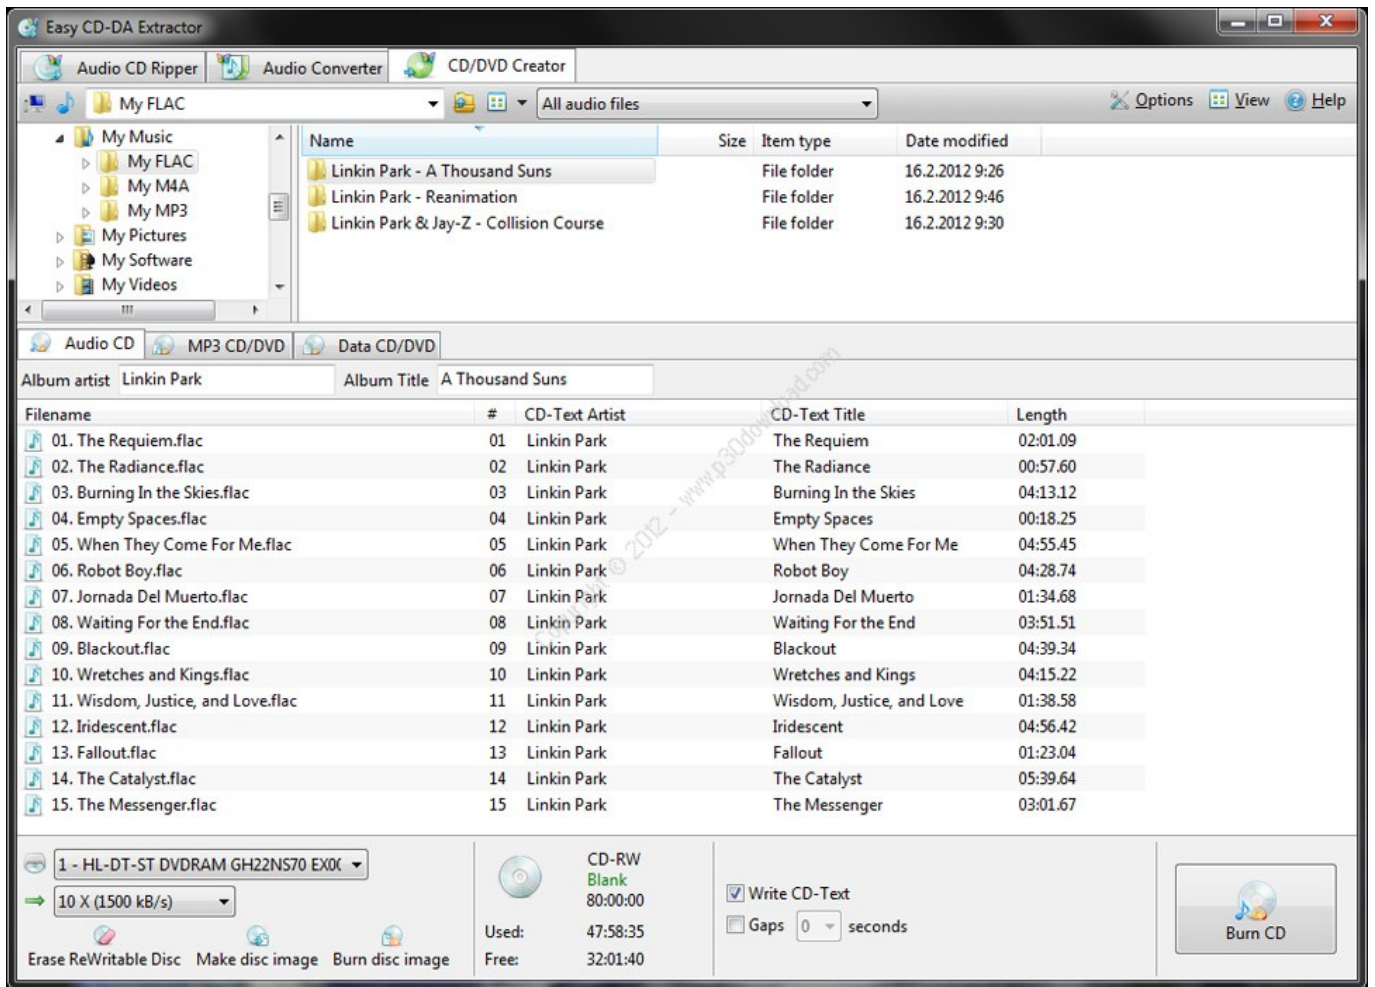 Easy CD-DA Extractor
Audio CD Ripper Audio Converter CD/DVD Creator
My FLAC All audio files Options View Help
My Music
My FLAC
My M4A
My MP3
My Pictures
My Software
My Videos
Name Size Item type Date modified
Linkin Park - A Thousand Suns File folder 16.2.2012 9:26
Linkin Park - Reanimation File folder 16.2.2012 9:46
Linkin Park & Jay-Z - Collision Course File folder 16.2.2012 9:30
Audio CD MP3 CD/DVD Data CD/DVD
Album artist Linkin Park Album Title A Thousand Suns
Filename # CD-Text Artist CD-Text Title Length
01. The Requiem.flac 01 Linkin Park The Requiem 02:01.09
02. The Radiance.flac 02 Linkin Park The Radiance 00:57.60
03. Burning In the Skies.flac 03 Linkin Park Burning In the Skies 04:13.12
04. Empty Spaces.flac 04 Linkin Park Empty Spaces 00:18.25
05. When They Come For Me.flac 05 Linkin Park When They Come For Me 04:55.45
06. Robot Boy.flac 06 Linkin Park Robot Boy 04:28.74
07. Jornada Del Muerto.flac 07 Linkin Park Jornada Del Muerto 01:34.68
08. Waiting For the End.flac 08 Linkin Park Waiting For the End 03:51.51
09. Blackout.flac 09 Linkin Park Blackout 04:39.34
10. Wretches and Kings.flac 10 Linkin Park Wretches and Kings 04:15.22
11. Wisdom, Justice, and Love.flac 11 Linkin Park Wisdom, Justice, and Love 01:38.58
12. Iridescent.flac 12 Linkin Park Iridescent 04:56.42
13. Fallout.flac 13 Linkin Park Fallout 01:23.04
14. The Catalyst.flac 14 Linkin Park The Catalyst 05:39.64
15. The Messenger.flac 15 Linkin Park The Messenger 03:01.67
Copyright © 2012 - www.p30download.com
1 - HL-DT-ST DVDRAM GH22NS70 EX0
10 X (1500 kB/s)
Erase ReWritable Disc Make disc image Burn disc image
CD-RW
Blank
80:00:00
Used: 47:58:35
Free: 32:01:40
Write CD-Text
Gaps 0 seconds
Burn CD